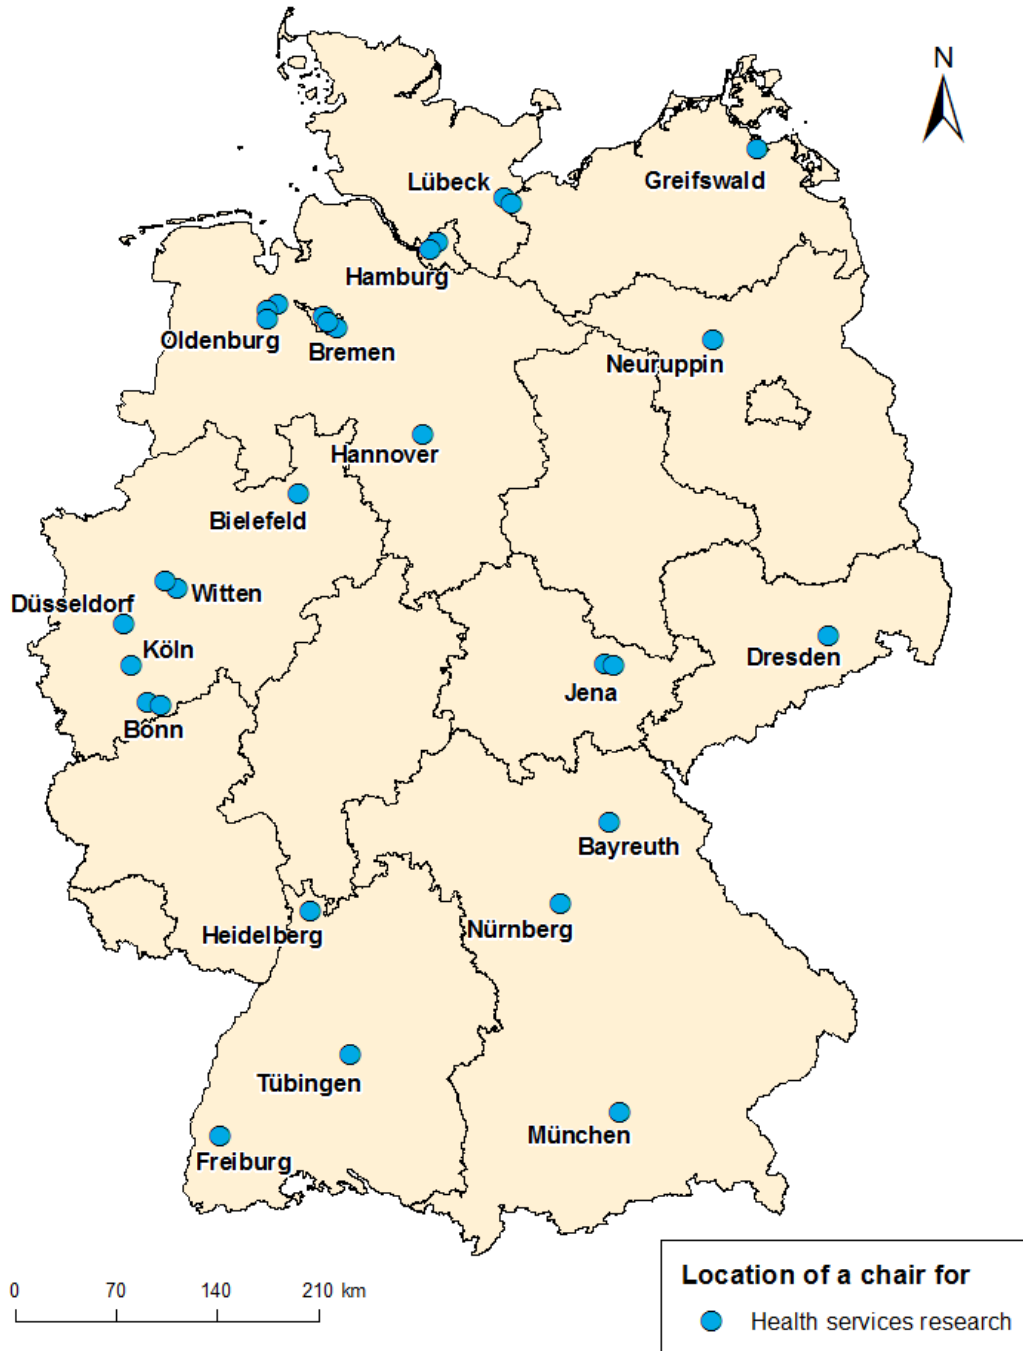 N
Lübeck
Greifswald
Hamburg
Oldenburg
Bremen
Neuruppin
Hannover
Bielefeld
Witten
Düsseldorf
Köln
Dresden
Jena
Bonn
Bayreuth
Nürnberg
Heidelberg
Tübingen
München
Freiburg
0 70 140 210 km
Location of a chair for
Health services research